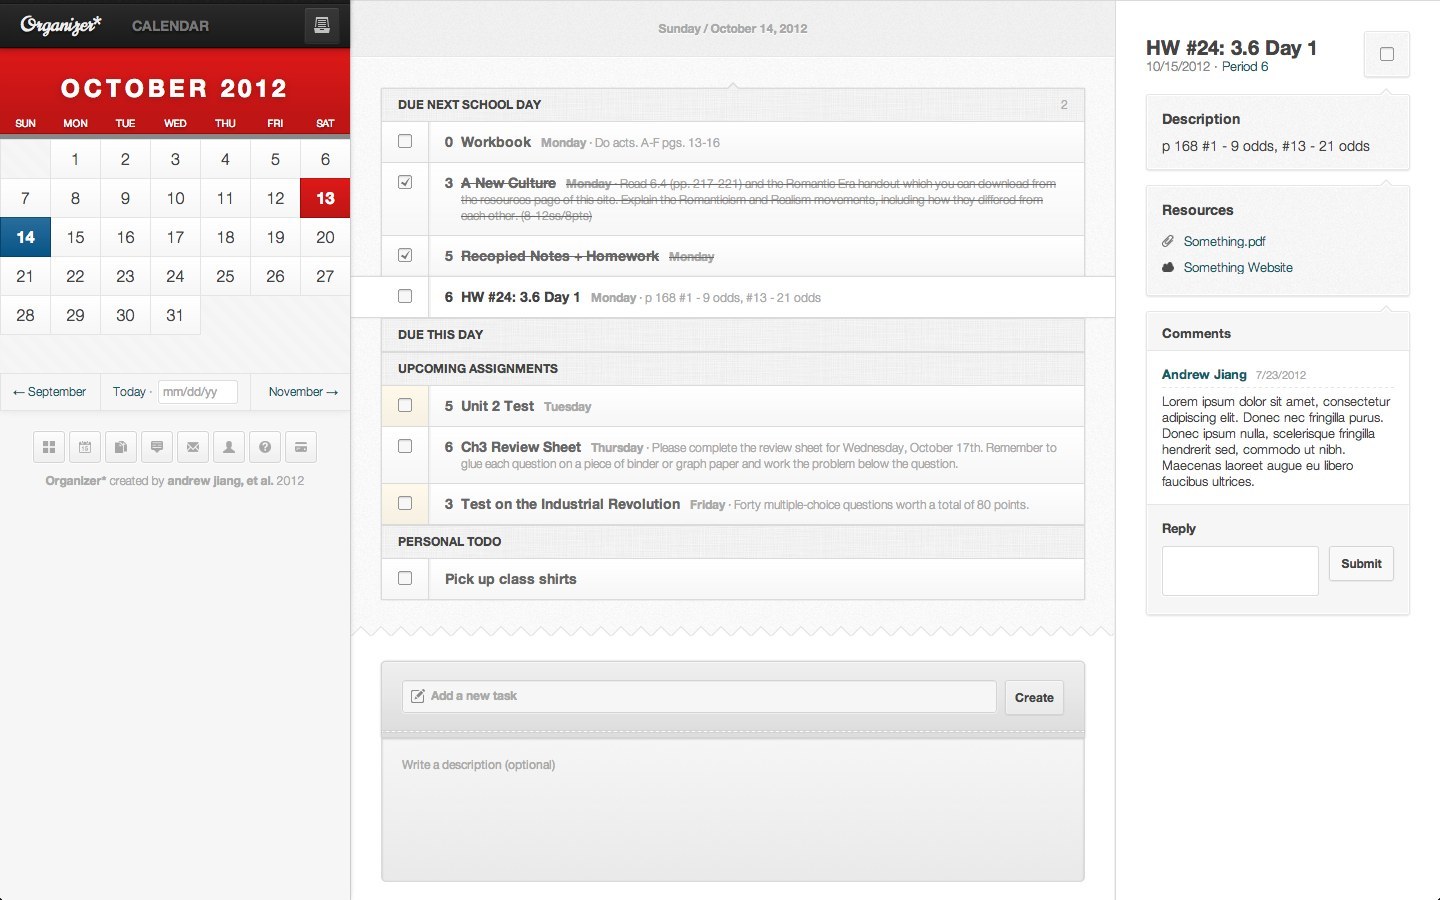 Organizer*
CALENDAR
OCTOBER 2012
SUN MON TUE WED THU FRI SAT
1 2 3 4 5 6
7 8 9 10 11 12 13
14 15 16 17 18 19 20
21 22 23 24 25 26 27
28 29 30 31
← September
Today · mm/dd/yy
November →
Organizer* created by andrew jiang, et al. 2012
Sunday / October 14, 2012
DUE NEXT SCHOOL DAY 2
0 Workbook Monday · Do acts. A-F pgs. 13-16
3 A New Culture Monday · Read 6.4 (pp. 217-221) and the Romantic Era handout which you can download from
the resources page of this site. Explain the Romanticism and Realism movements, including how they differed from
each other. (8-12ss/8pts)
5 Recopied Notes + Homework Monday
6 HW #24: 3.6 Day 1 Monday · p 168 #1 - 9 odds, #13 - 21 odds
DUE THIS DAY
UPCOMING ASSIGNMENTS
5 Unit 2 Test Tuesday
6 Ch3 Review Sheet Thursday · Please complete the review sheet for Wednesday, October 17th. Remember to
glue each question on a piece of binder or graph paper and work the problem below the question.
3 Test on the Industrial Revolution Friday · Forty multiple-choice questions worth a total of 80 points.
PERSONAL TODO
Pick up class shirts
Add a new task
Create
Write a description (optional)
HW #24: 3.6 Day 1
10/15/2012 · Period 6
Description
p 168 #1 - 9 odds, #13 - 21 odds
Resources
Something.pdf
Something Website
Comments
Andrew Jiang 7/23/2012
Lorem ipsum dolor sit amet, consectetur
adipiscing elit. Donec nec fringilla purus.
Donec ipsum nulla, scelerisque fringilla
hendrerit sed, commodo ut nibh.
Maecenas laoreet augue eu libero
faucibus ultrices.
Reply
Submit